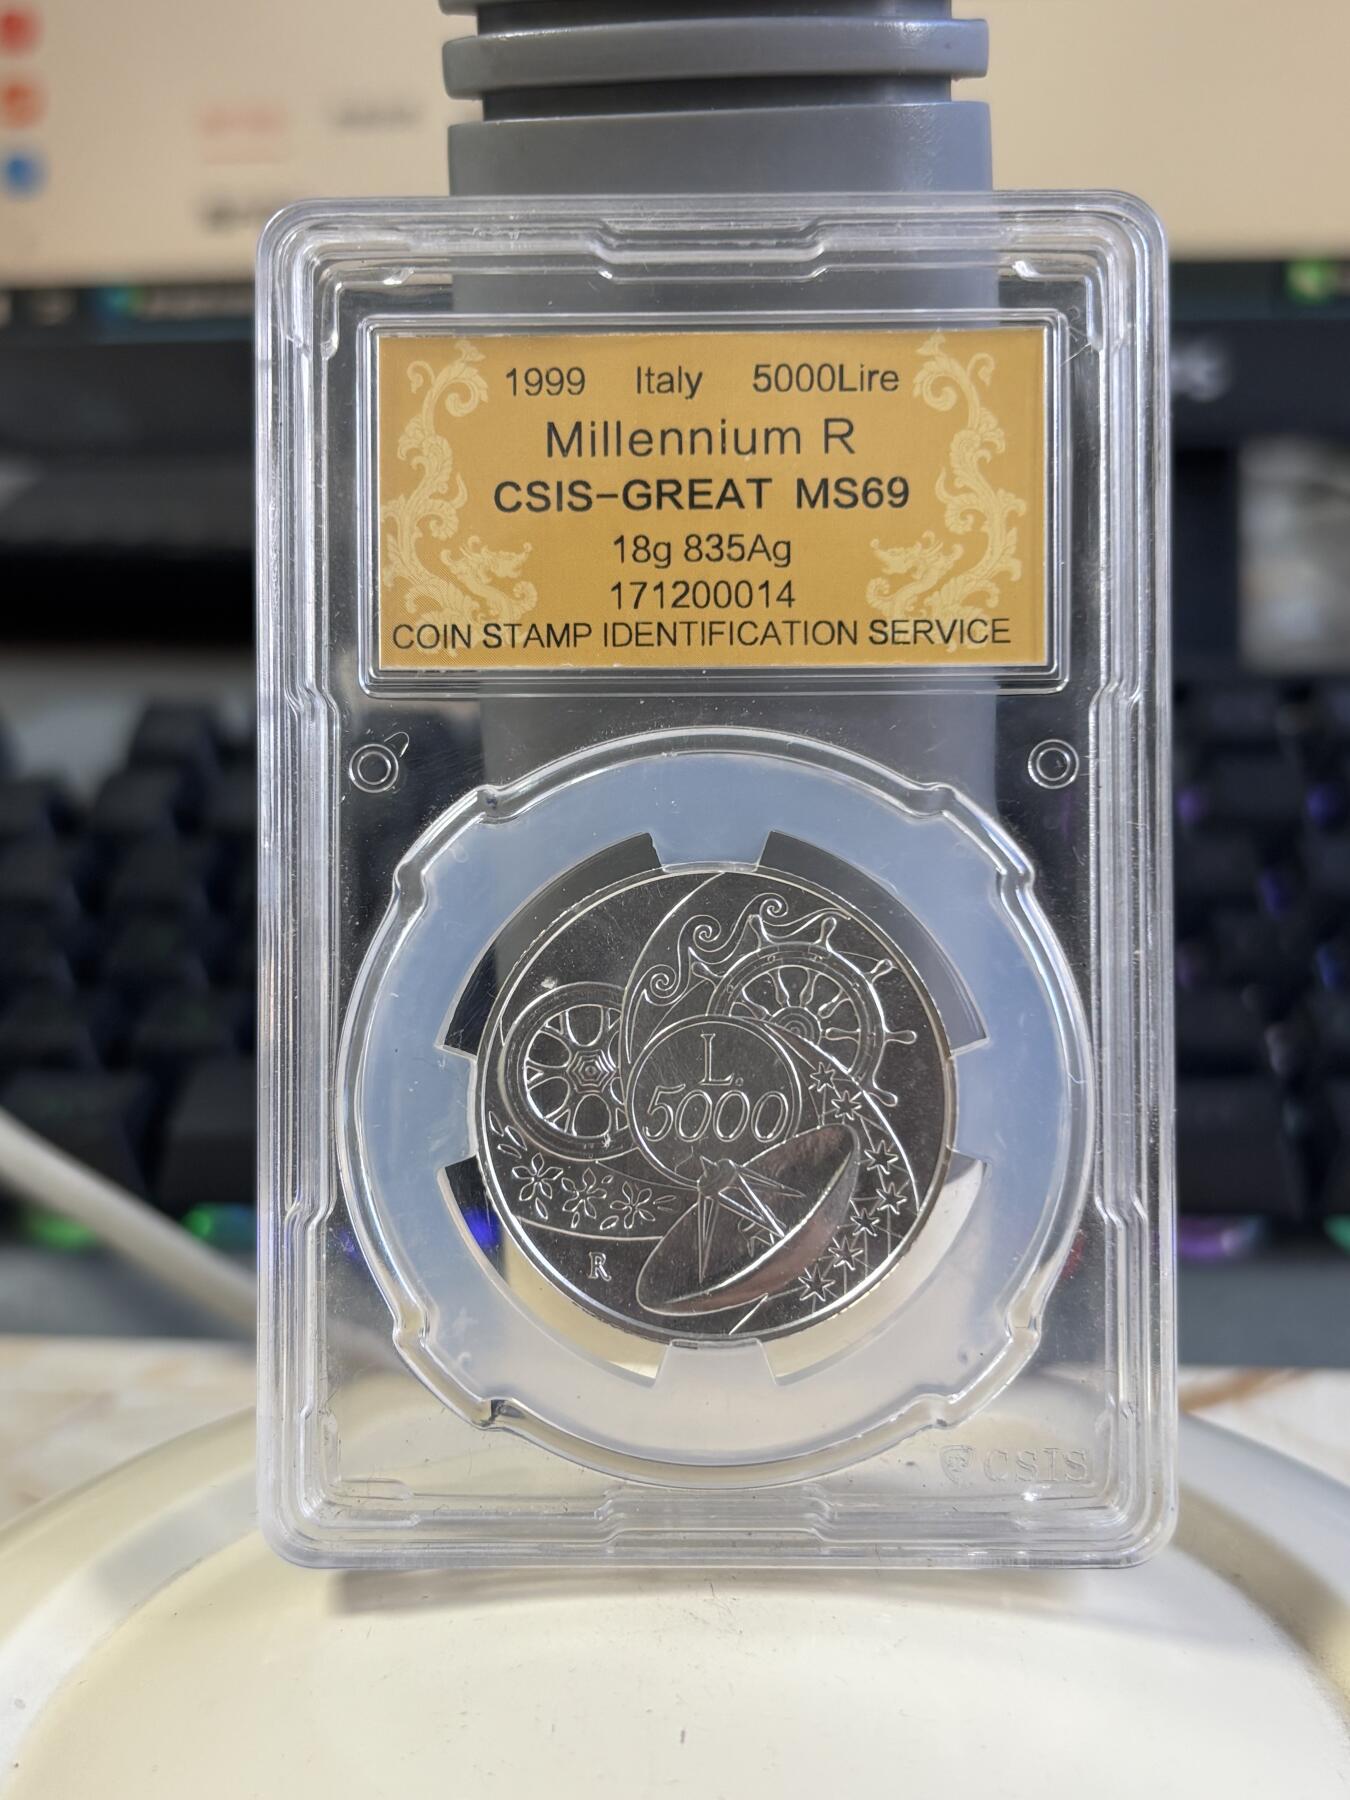 1999 Italy 5000Lire
Millennium R
CSIS-GREAT MS69
18g 835Ag
171200014
COIN STAMP IDENTIFICATION SERVICE
L.
5000
R
CSIS